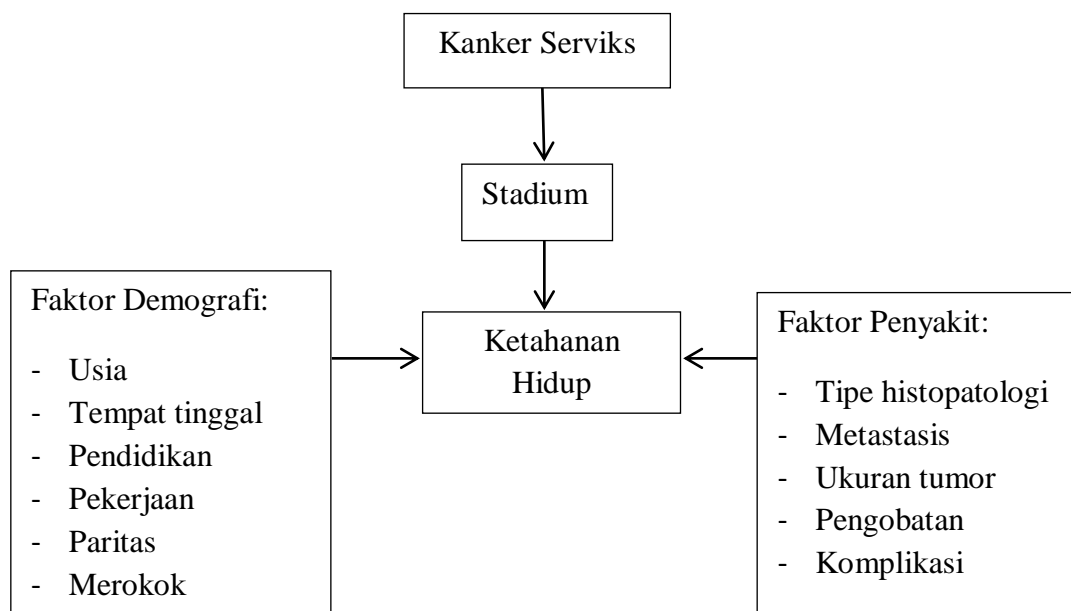 Kanker Serviks
Stadium
Faktor Demografi:
- Usia
- Tempat tinggal
- Pendidikan
- Pekerjaan
- Paritas
- Merokok
Ketahanan
Hidup
Faktor Penyakit:
- Tipe histopatologi
- Metastasis
- Ukuran tumor
- Pengobatan
- Komplikasi